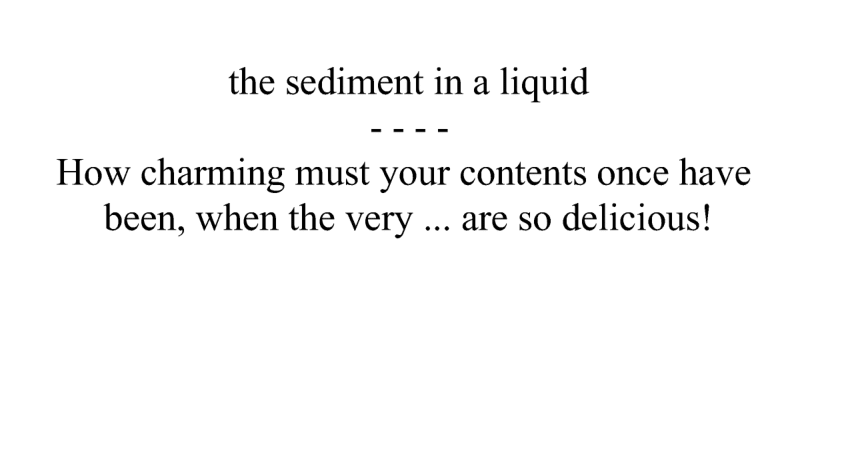 the sediment in a liquid
- - - -
How charming must your contents once have
been, when the very ... are so delicious!